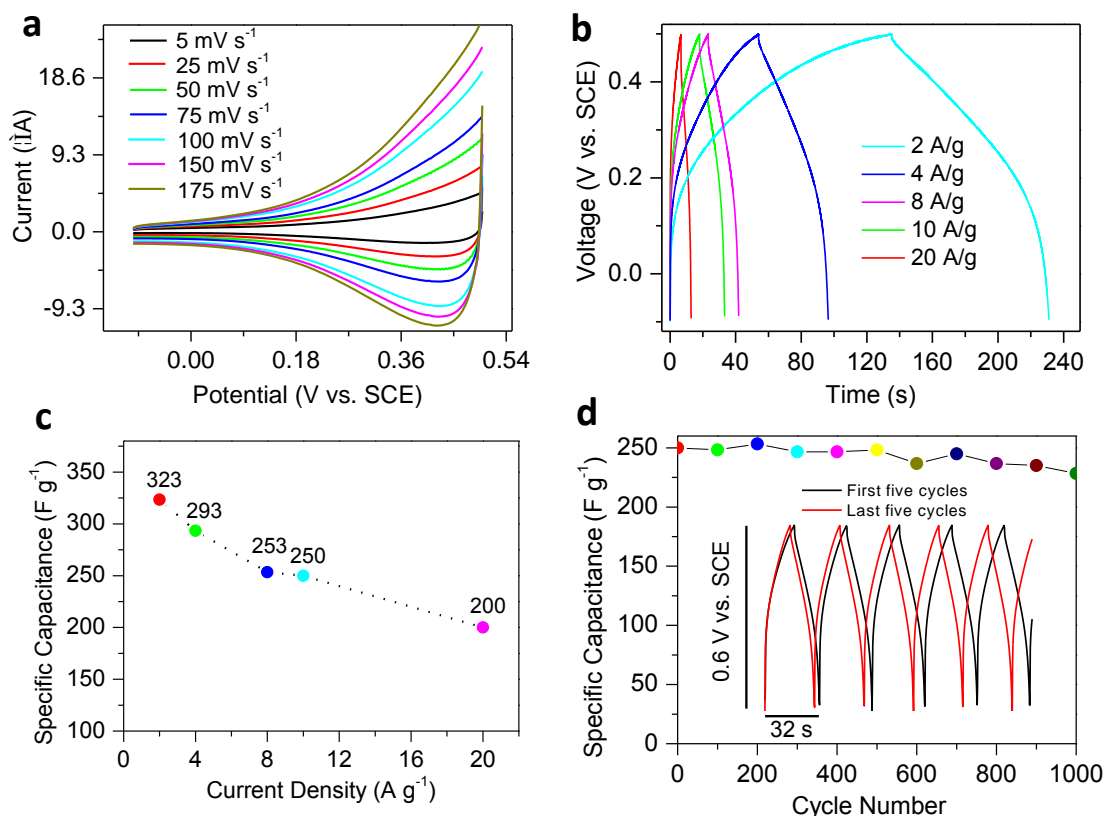 a
5 mV s⁻¹
25 mV s⁻¹
50 mV s⁻¹
75 mV s⁻¹
100 mV s⁻¹
150 mV s⁻¹
175 mV s⁻¹
18.6
9.3
0.0
-9.3
Current (ìÌA)
0.00 0.18 0.36 0.54
Potential (V vs. SCE)
b
0.4
0.2
0.0
Voltage (V vs. SCE)
2 A/g
4 A/g
8 A/g
10 A/g
20 A/g
0 40 80 120 160 200 240
Time (s)
c
350
300
250
200
150
100
Specific Capacitance (F g⁻¹)
323
293
253
250
200
0 4 8 12 16 20
Current Density (A g⁻¹)
d
250
200
150
100
50
0
Specific Capacitance (F g⁻¹)
First five cycles
Last five cycles
0.6 V vs. SCE
32 s
0 200 400 600 800 1000
Cycle Number